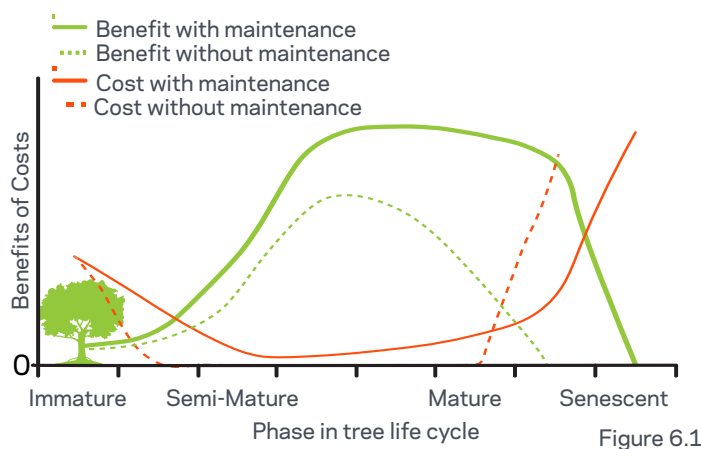 Benefit with maintenance
Benefit without maintenance
Cost with maintenance
Cost without maintenance
Benefits of Costs
0
Immature Semi-Mature Mature Senescent
Phase in tree life cycle
Figure 6.1